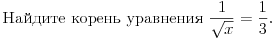 Найдите корень уравнения \frac{1}{\sqrt{x}} = \frac{1}{3}.